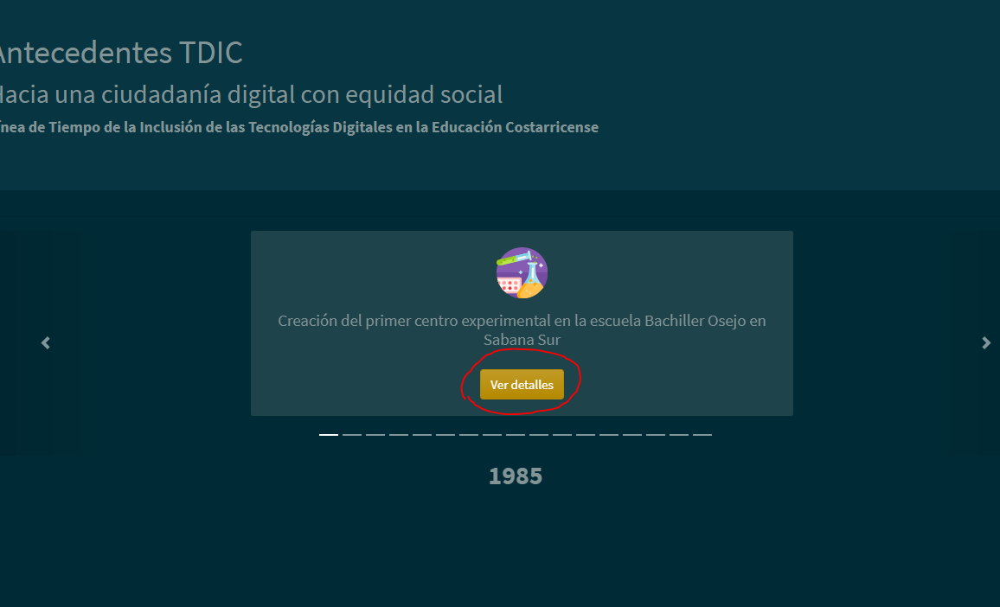 Antecedentes TDIC
Hacia una ciudadanía digital con equidad social
ínea de Tiempo de la Inclusión de las Tecnologías Digitales en la Educación Costarricense
Creación del primer centro experimental en la escuela Bachiller Osejo en
Sabana Sur
Ver detalles
1985